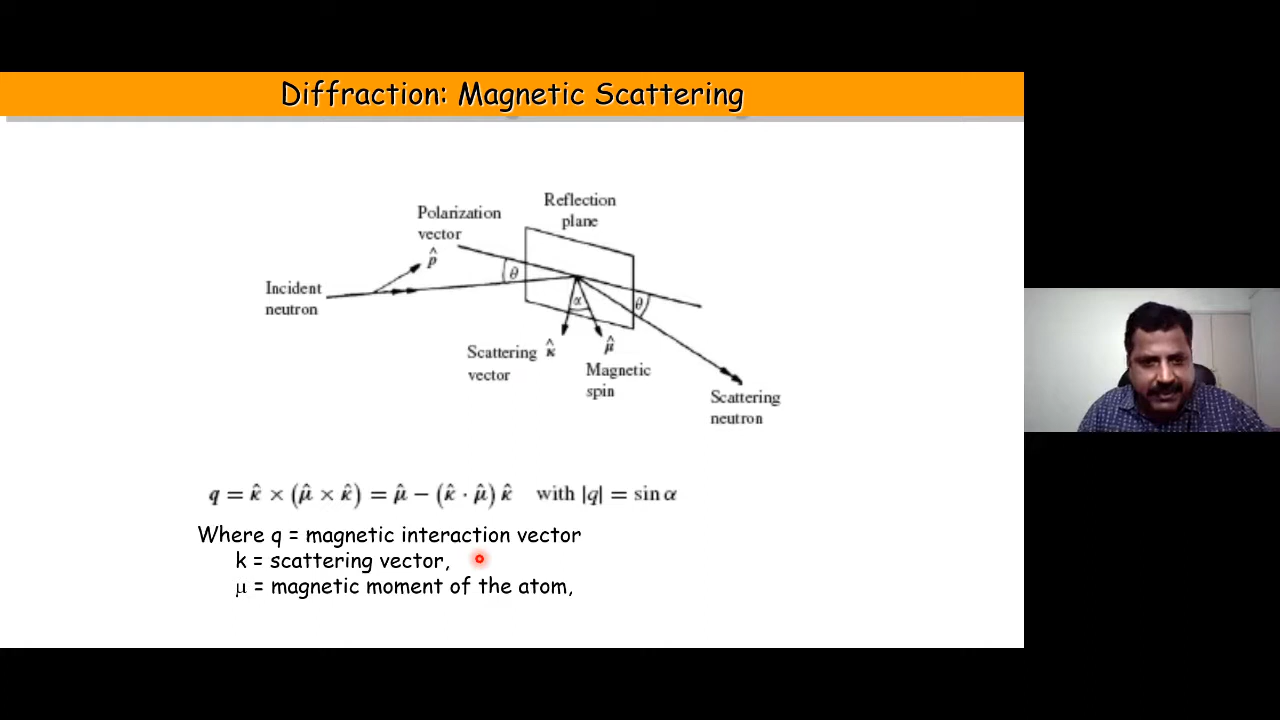 Diffraction: Magnetic Scattering
Reflection
plane
Polarization
vector
p̂
θ
Incident
neutron
α
θ
Scattering κ̂
vector
μ̂
Magnetic
spin
Scattering
neutron
q = κ̂ × (μ̂ × κ̂) = μ̂ − (κ̂ · μ̂) κ̂ with |q| = sin α
Where q = magnetic interaction vector
k = scattering vector,
μ = magnetic moment of the atom,